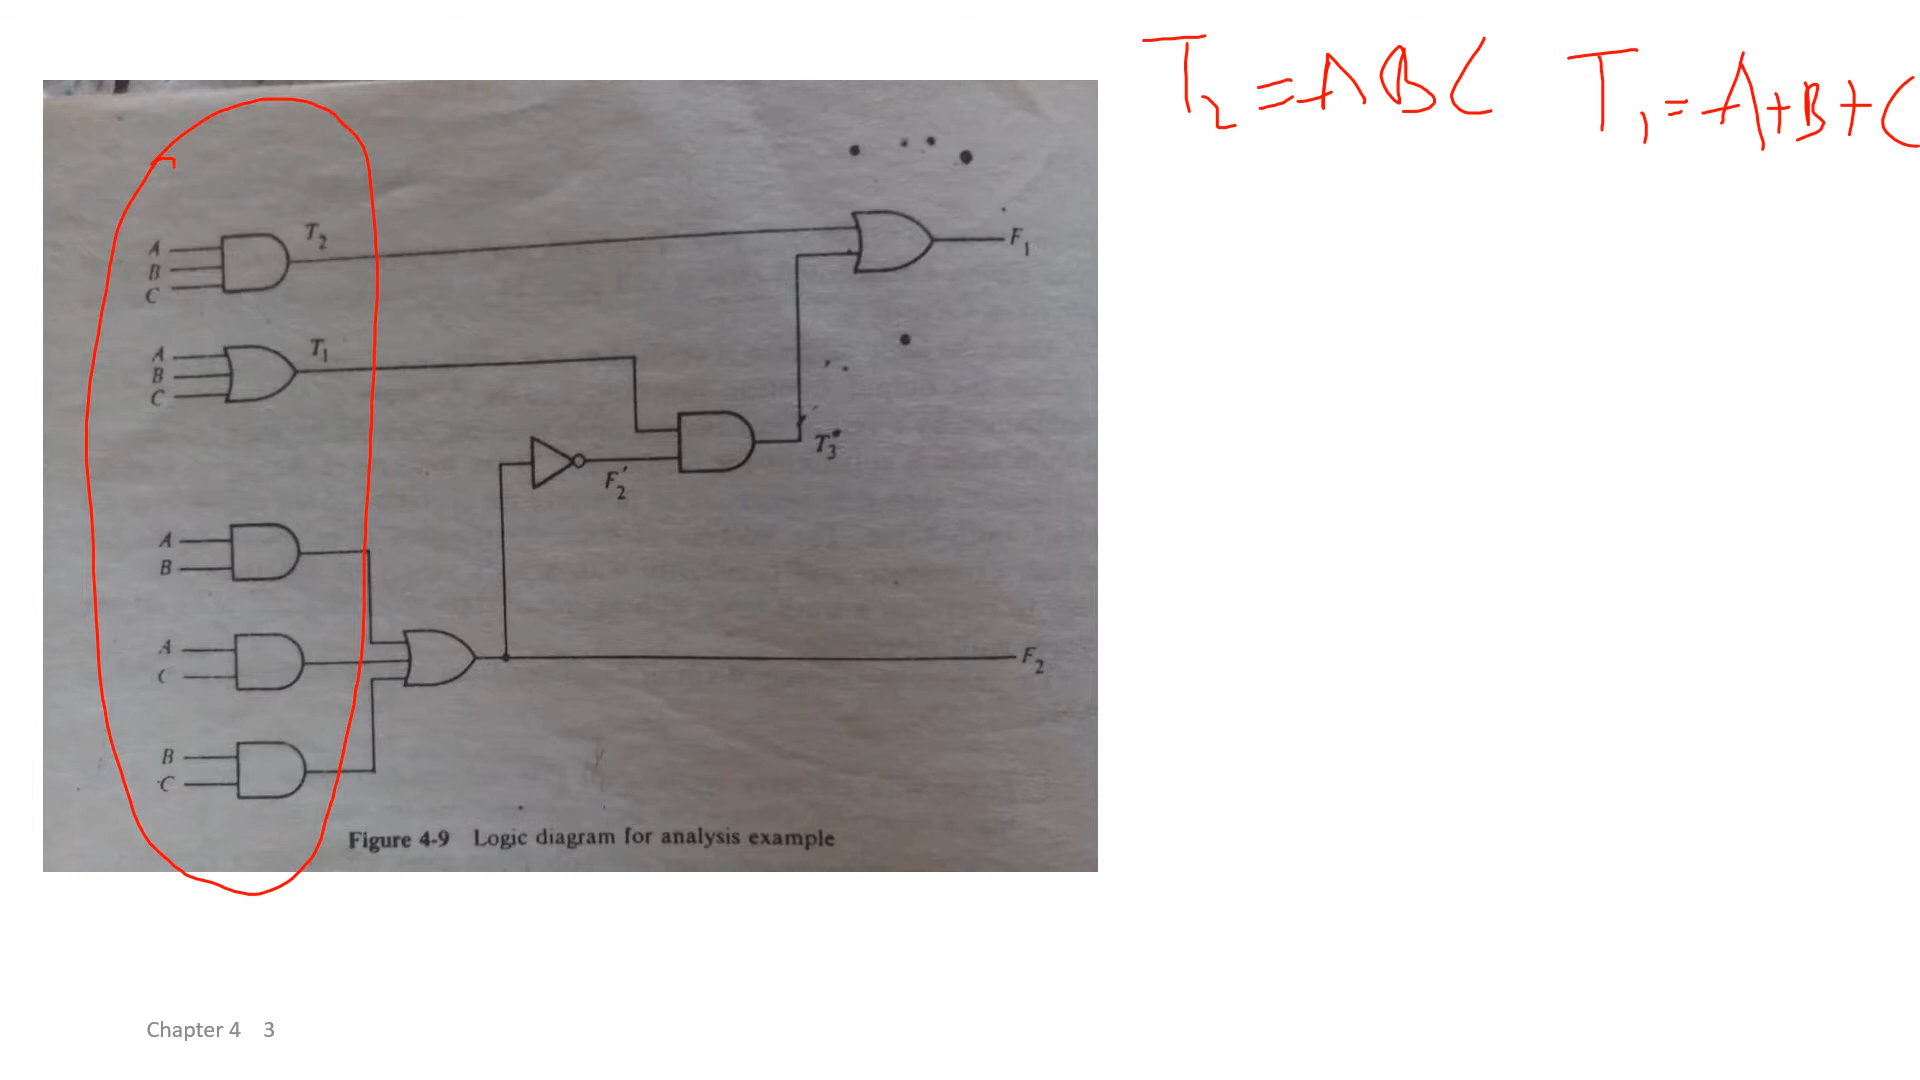 T2 = ABC T1 = A+B+C
A
B
C
T2
F1
A
B
C
T1
F2'
T3
A
B
A
C
F2
B
C
Figure 4-9 Logic diagram for analysis example
Chapter 4 3